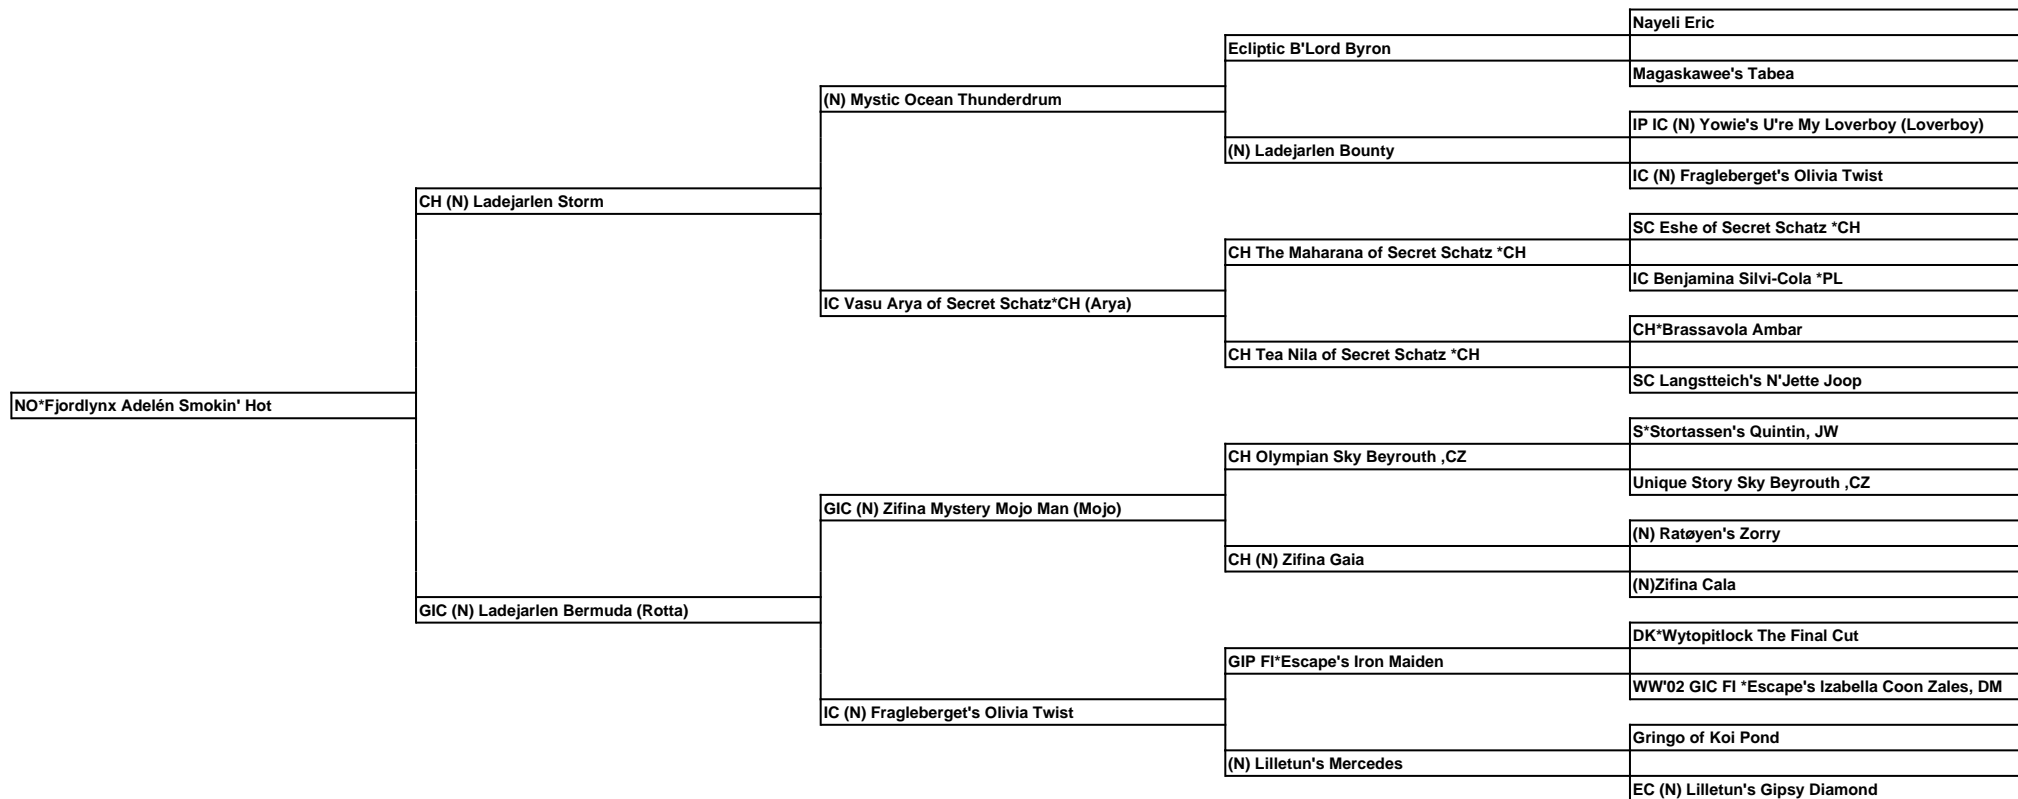 Nayeli Eric
Ecliptic B'Lord Byron
Magaskawee's Tabea
(N) Mystic Ocean Thunderdrum
IP IC (N) Yowie's U're My Loverboy (Loverboy)
(N) Ladejarlen Bounty
IC (N) Fragleberget's Olivia Twist
CH (N) Ladejarlen Storm
SC Eshe of Secret Schatz *CH
CH The Maharana of Secret Schatz *CH
IC Benjamina Silvi-Cola *PL
IC Vasu Arya of Secret Schatz*CH (Arya)
CH*Brassavola Ambar
CH Tea Nila of Secret Schatz *CH
SC Langstteich's N'Jette Joop
NO*Fjordlynx Adelén Smokin' Hot
S*Stortassen's Quintin, JW
CH Olympian Sky Beyrouth ,CZ
Unique Story Sky Beyrouth ,CZ
GIC (N) Zifina Mystery Mojo Man (Mojo)
(N) Ratøyen's Zorry
CH (N) Zifina Gaia
(N)Zifina Cala
GIC (N) Ladejarlen Bermuda (Rotta)
DK*Wytopitlock The Final Cut
GIP FI*Escape's Iron Maiden
WW'02 GIC FI *Escape's Izabella Coon Zales, DM
IC (N) Fragleberget's Olivia Twist
Gringo of Koi Pond
(N) Lilletun's Mercedes
EC (N) Lilletun's Gipsy Diamond